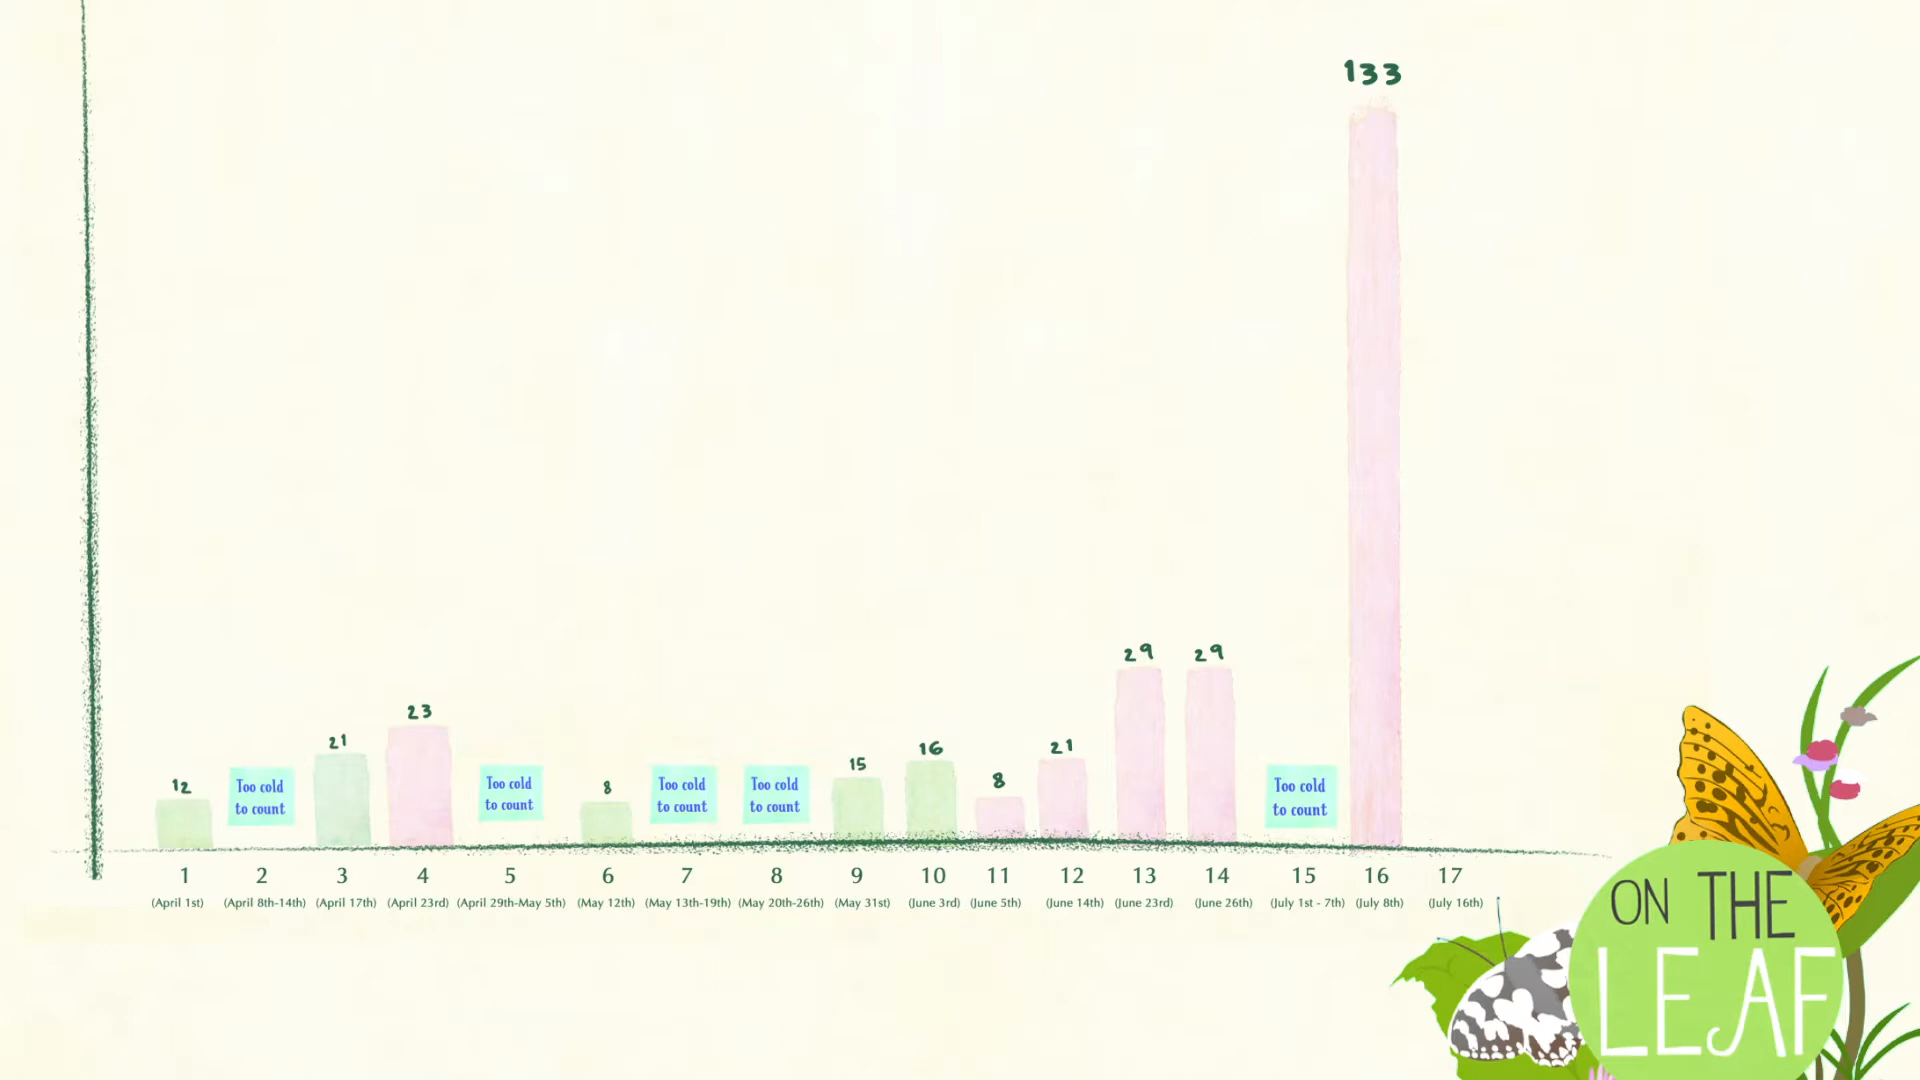 133
29 29
23
21
21
16
15
12
8
8
Too cold
to count
Too cold
to count
Too cold
to count
Too cold
to count
Too cold
to count
1 2 3 4 5 6 7 8 9 10 11 12 13 14 15 16 17
(April 1st) (April 8th-14th) (April 17th) (April 23rd) (April 29th-May 5th) (May 12th) (May 13th-19th) (May 20th-26th) (May 31st) (June 3rd) (June 5th) (June 14th) (June 23rd) (June 26th) (July 1st - 7th) (July 8th) (July 16th)
ON THE
LEAF